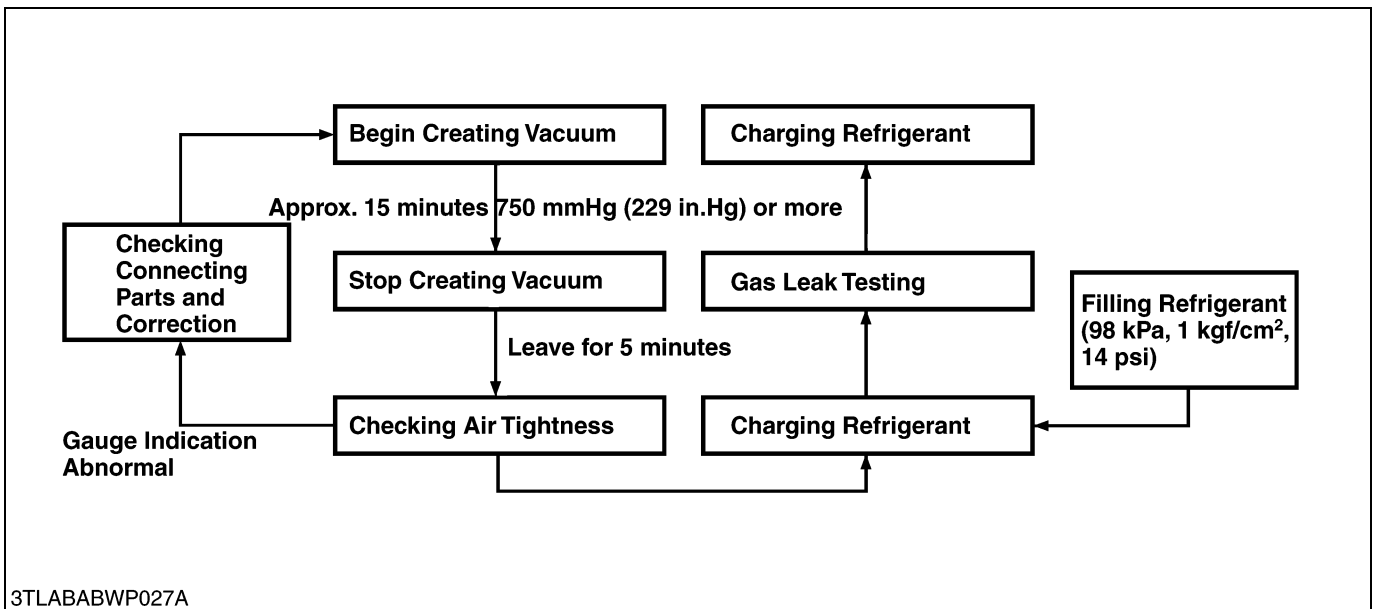 Begin Creating Vacuum
Charging Refrigerant
Approx. 15 minutes 750 mmHg (229 in.Hg) or more
Checking
Connecting
Parts and
Correction
Stop Creating Vacuum
Gas Leak Testing
Filling Refrigerant
(98 kPa, 1 kgf/cm², 
14 psi)
Leave for 5 minutes
Checking Air Tightness
Charging Refrigerant
Gauge Indication
Abnormal
3TLABABWP027A